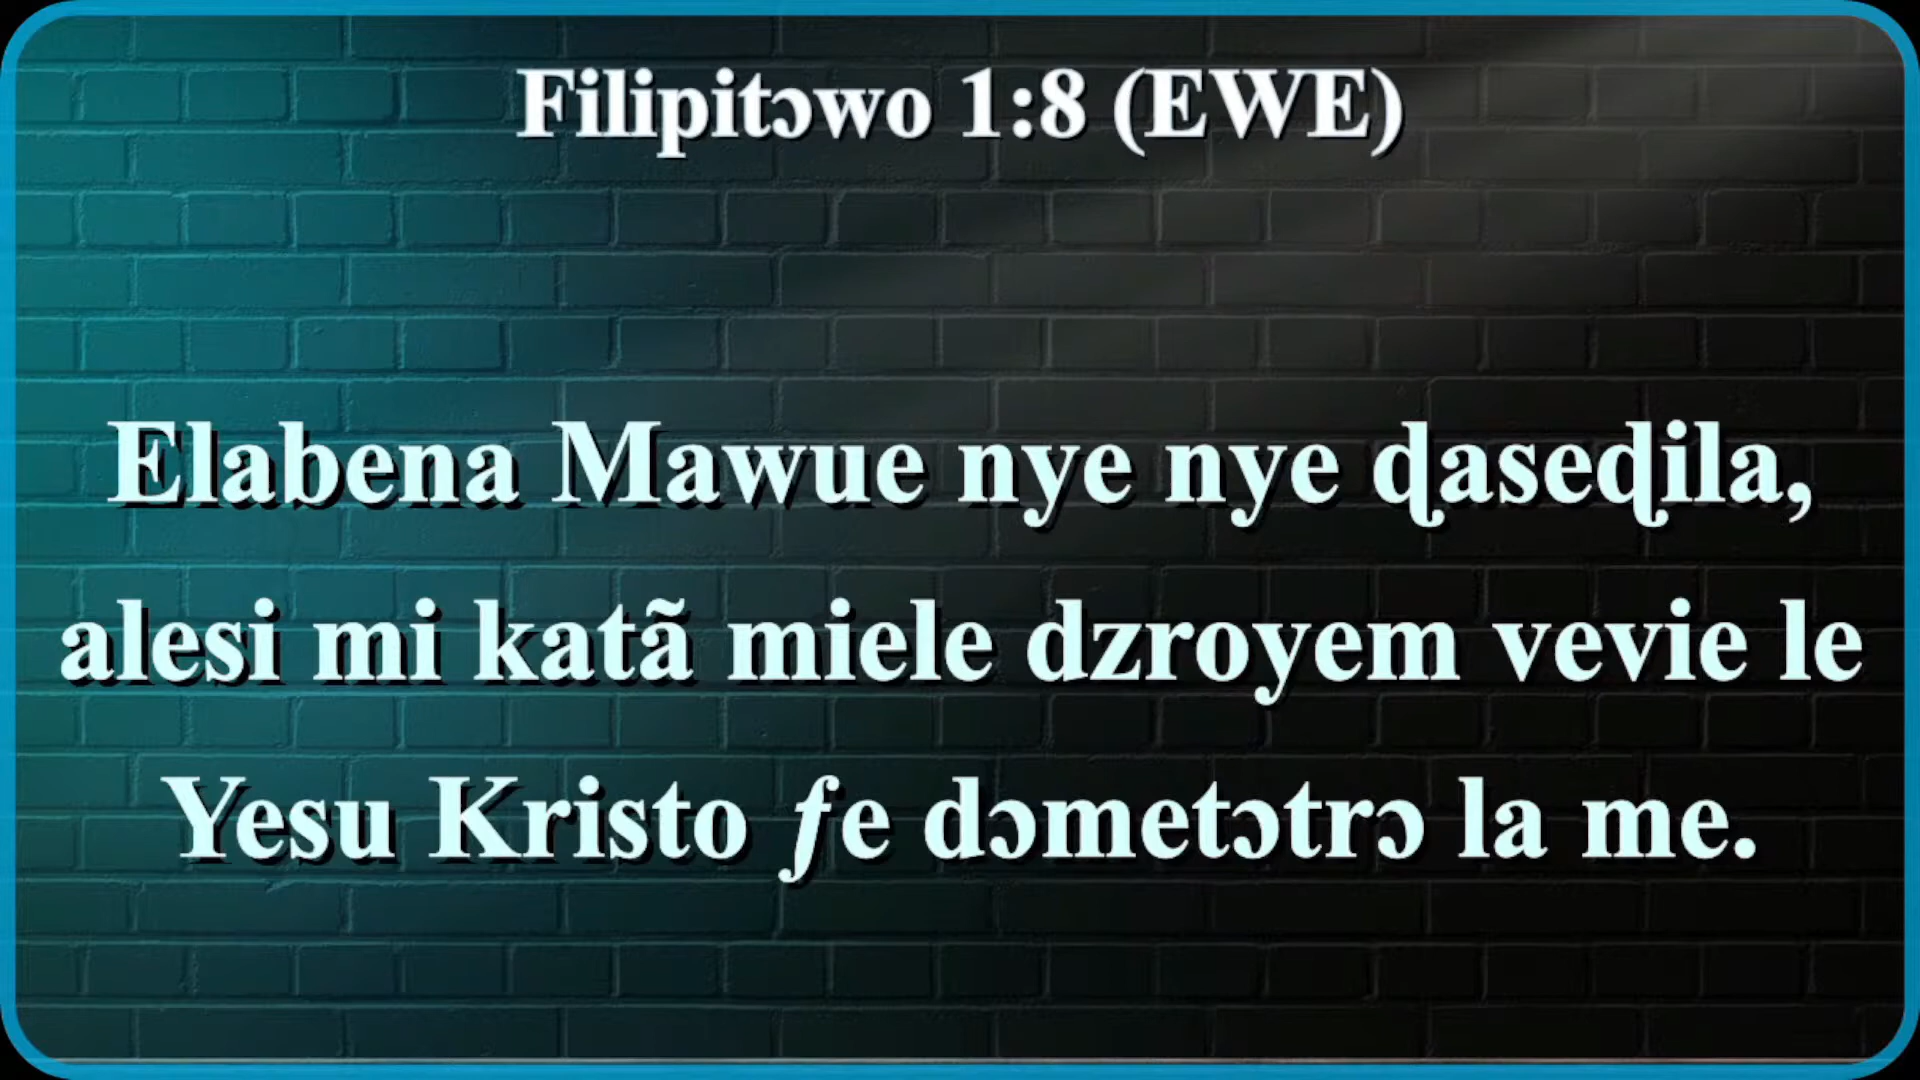 Filipitɔwo 1:8 (EWE)
Elabena Mawue nye nye ɖaseɖila,
alesi mi katã miele dzroyem vevie le
Yesu Kristo ƒe dɔmetɔtrɔ la me.